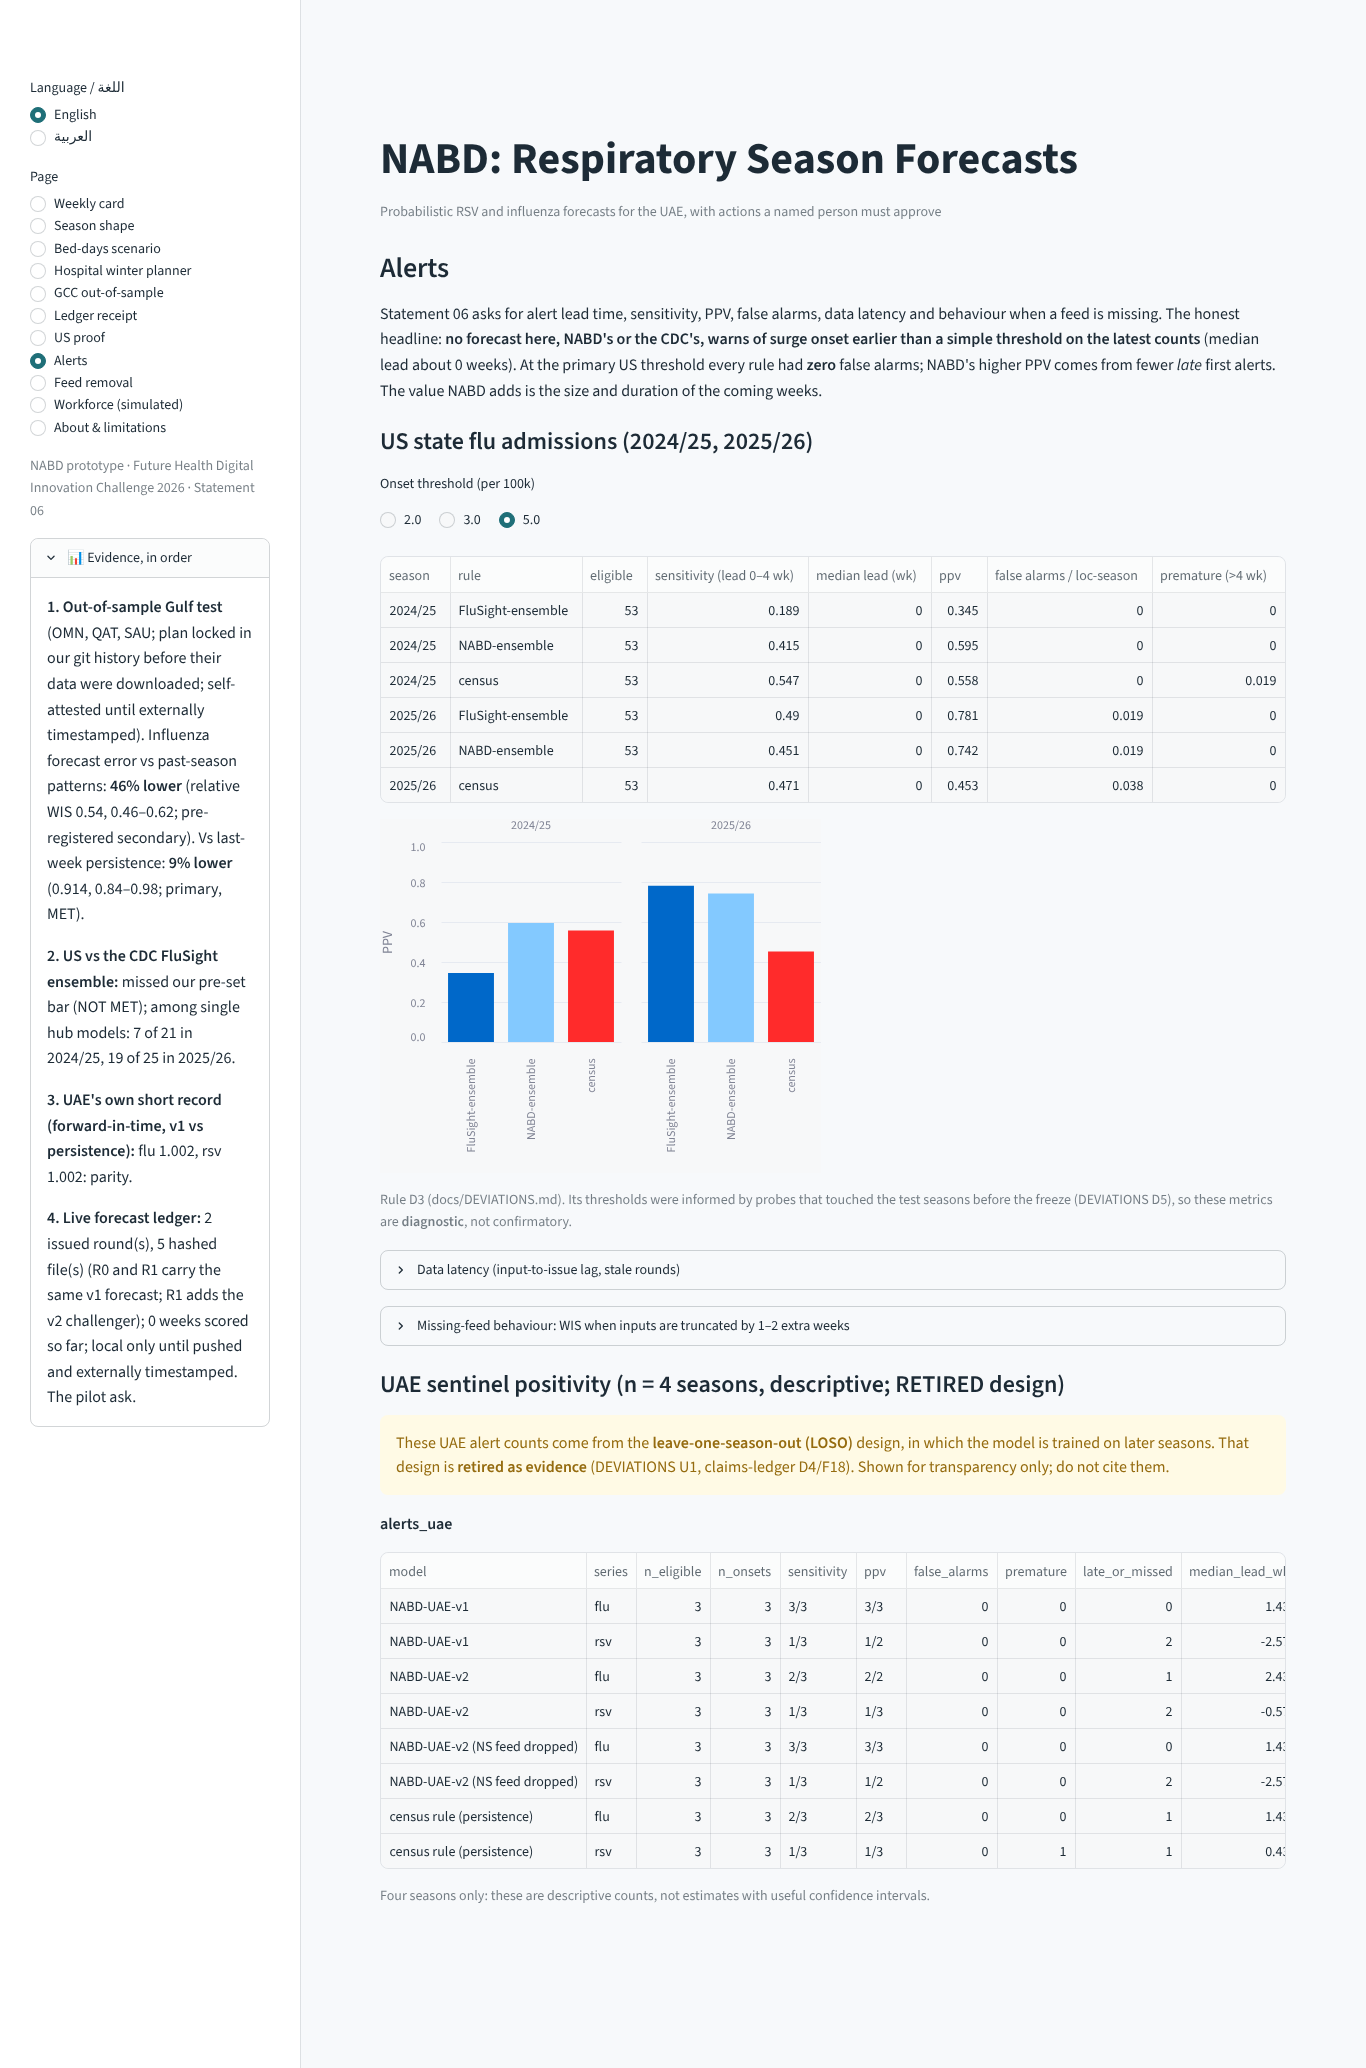 Language / اللغة
English
العربية
Page
Weekly card
Season shape
Bed-days scenario
Hospital winter planner
GCC out-of-sample
Ledger receipt
US proof
Alerts
Feed removal
Workforce (simulated)
About & limitations
NABD prototype · Future Health Digital
Innovation Challenge 2026 · Statement
06
📊 Evidence, in order
1. Out-of-sample Gulf test
(OMN, QAT, SAU; plan locked in
our git history before their
data were downloaded; self-
attested until externally
timestamped). Influenza
forecast error vs past-season
patterns: 46% lower (relative
WIS 0.54, 0.46–0.62; pre-
registered secondary). Vs last-
week persistence: 9% lower
(0.914, 0.84–0.98; primary,
MET).
2. US vs the CDC FluSight
ensemble: missed our pre-set
bar (NOT MET); among single
hub models: 7 of 21 in
2024/25, 19 of 25 in 2025/26.
3. UAE's own short record
(forward-in-time, v1 vs
persistence): flu 1.002, rsv
1.002: parity.
4. Live forecast ledger: 2
issued round(s), 5 hashed
file(s) (R0 and R1 carry the
same v1 forecast; R1 adds the
v2 challenger); 0 weeks scored
so far; local only until pushed
and externally timestamped.
The pilot ask.
NABD: Respiratory Season Forecasts
Probabilistic RSV and influenza forecasts for the UAE, with actions a named person must approve
Alerts
Statement 06 asks for alert lead time, sensitivity, PPV, false alarms, data latency and behaviour when a feed is missing. The honest
headline: no forecast here, NABD's or the CDC's, warns of surge onset earlier than a simple threshold on the latest counts (median
lead about 0 weeks). At the primary US threshold every rule had zero false alarms; NABD's higher PPV comes from fewer late first alerts.
The value NABD adds is the size and duration of the coming weeks.
US state flu admissions (2024/25, 2025/26)
Onset threshold (per 100k)
2.0 3.0 5.0
season rule eligible sensitivity (lead 0–4 wk) median lead (wk) ppv false alarms / loc-season premature (>4 wk)
2024/25 FluSight-ensemble 53 0.189 0 0.345 0 0
2024/25 NABD-ensemble 53 0.415 0 0.595 0 0
2024/25 census 53 0.547 0 0.558 0 0.019
2025/26 FluSight-ensemble 53 0.49 0 0.781 0.019 0
2025/26 NABD-ensemble 53 0.451 0 0.742 0.019 0
2025/26 census 53 0.471 0 0.453 0.038 0
2024/25 2025/26
1.0
0.8
0.6
0.4
0.2
0.0
PPV
FluSight-ensemble NABD-ensemble census FluSight-ensemble NABD-ensemble census
Rule D3 (docs/DEVIATIONS.md). Its thresholds were informed by probes that touched the test seasons before the freeze (DEVIATIONS D5), so these metrics
are diagnostic, not confirmatory.
Data latency (input-to-issue lag, stale rounds)
Missing-feed behaviour: WIS when inputs are truncated by 1–2 extra weeks
UAE sentinel positivity (n = 4 seasons, descriptive; RETIRED design)
These UAE alert counts come from the leave-one-season-out (LOSO) design, in which the model is trained on later seasons. That
design is retired as evidence (DEVIATIONS U1, claims-ledger D4/F18). Shown for transparency only; do not cite them.
alerts_uae
model series n_eligible n_onsets sensitivity ppv false_alarms premature late_or_missed
NABD-UAE-v1 flu 3 3 3/3 3/3 0 0 0
NABD-UAE-v1 rsv 3 3 1/3 1/2 0 0 2
NABD-UAE-v2 flu 3 3 2/3 2/2 0 0 1
NABD-UAE-v2 rsv 3 3 1/3 1/3 0 0 2
NABD-UAE-v2 (NS feed dropped) flu 3 3 3/3 3/3 0 0 0
NABD-UAE-v2 (NS feed dropped) rsv 3 3 1/3 1/2 0 0 2
census rule (persistence) flu 3 3 2/3 2/3 0 0 1
census rule (persistence) rsv 3 3 1/3 1/3 0 1 1
Four seasons only: these are descriptive counts, not estimates with useful confidence intervals.